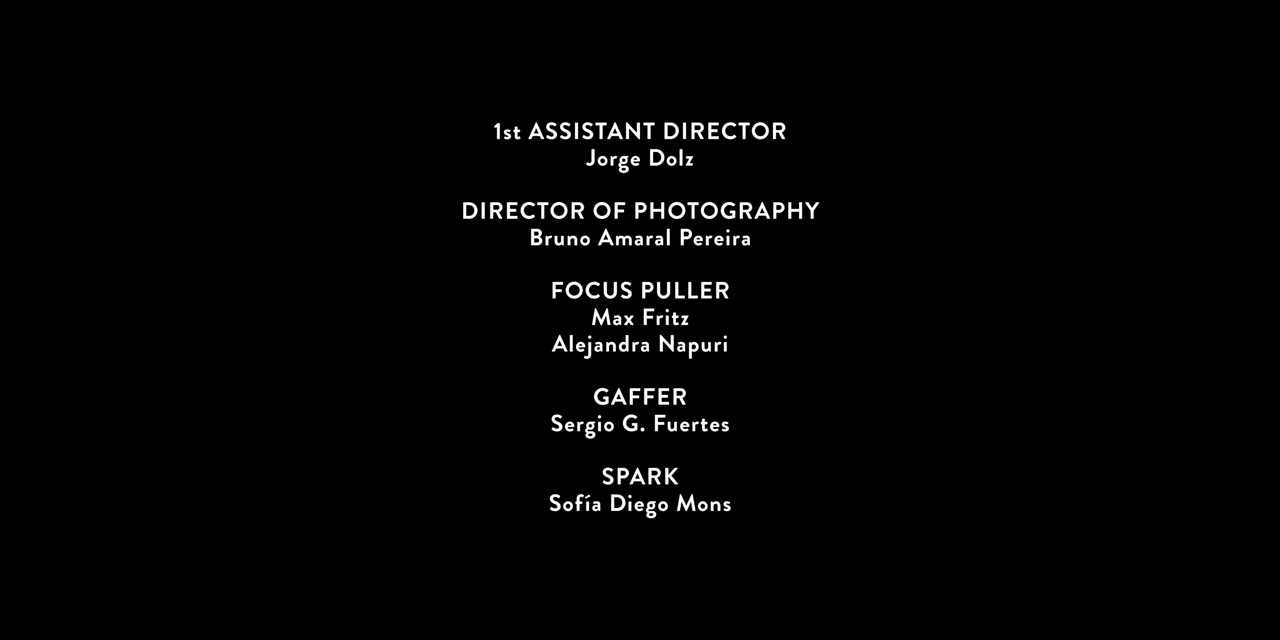 1st ASSISTANT DIRECTOR
Jorge Dolz
DIRECTOR OF PHOTOGRAPHY
Bruno Amaral Pereira
FOCUS PULLER
Max Fritz
Alejandra Napuri
GAFFER
Sergio G. Fuertes
SPARK
Sofía Diego Mons